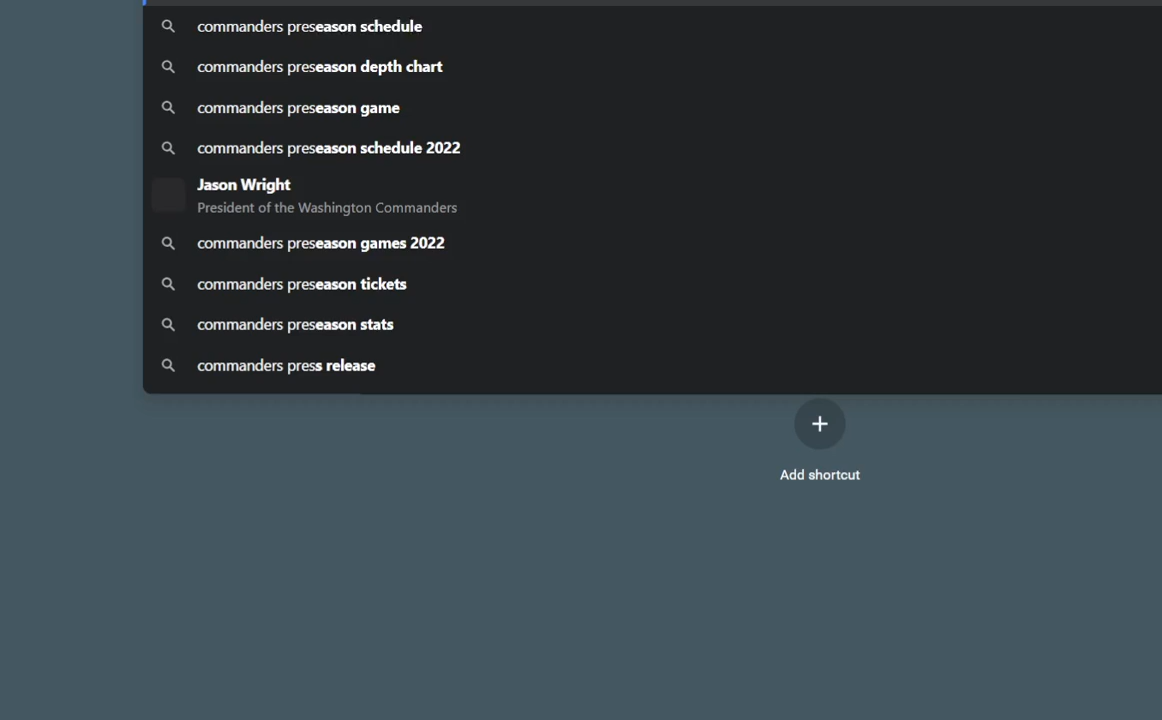 commanders preseason schedule
commanders preseason depth chart
commanders preseason game
commanders preseason schedule 2022
Jason Wright
President of the Washington Commanders
commanders preseason games 2022
commanders preseason tickets
commanders preseason stats
commanders press release
Add shortcut